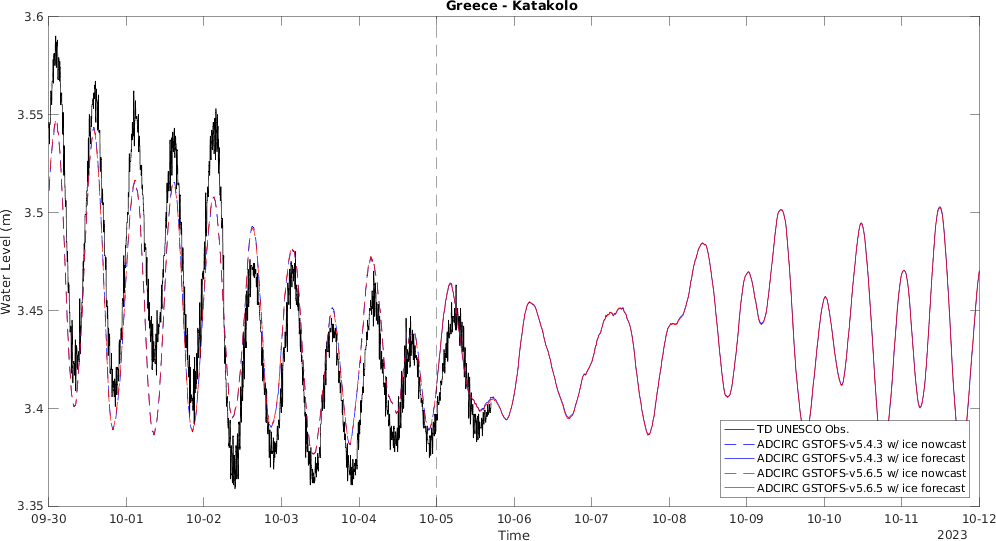 Greece - Katakolo
3.6
3.55
3.5
3.45
3.4
3.35
Water Level (m)
09-30 10-01 10-02 10-03 10-04 10-05 10-06 10-07 10-08 10-09 10-10 10-11 10-12
Time
2023
TD UNESCO Obs.
ADCIRC GSTOFS-v5.4.3 w/ ice nowcast
ADCIRC GSTOFS-v5.4.3 w/ ice forecast
ADCIRC GSTOFS-v5.6.5 w/ ice nowcast
ADCIRC GSTOFS-v5.6.5 w/ ice forecast